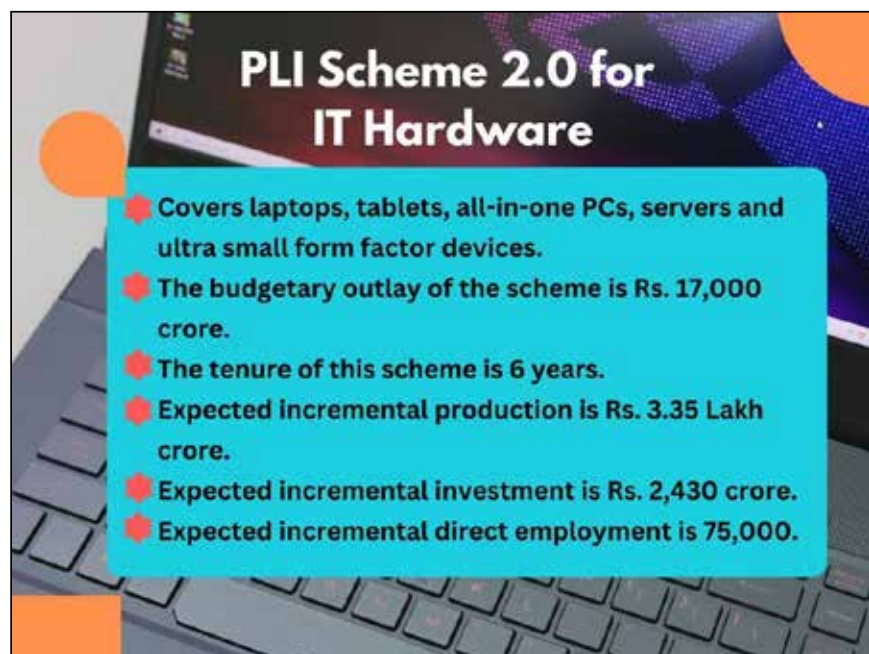 PLI Scheme 2.0 for
IT Hardware
Covers laptops, tablets, all-in-one PCs, servers and
ultra small form factor devices.
The budgetary outlay of the scheme is Rs. 17,000
crore.
The tenure of this scheme is 6 years.
Expected incremental production is Rs. 3.35 Lakh
crore.
Expected incremental investment is Rs. 2,430 crore.
Expected incremental direct employment is 75,000.